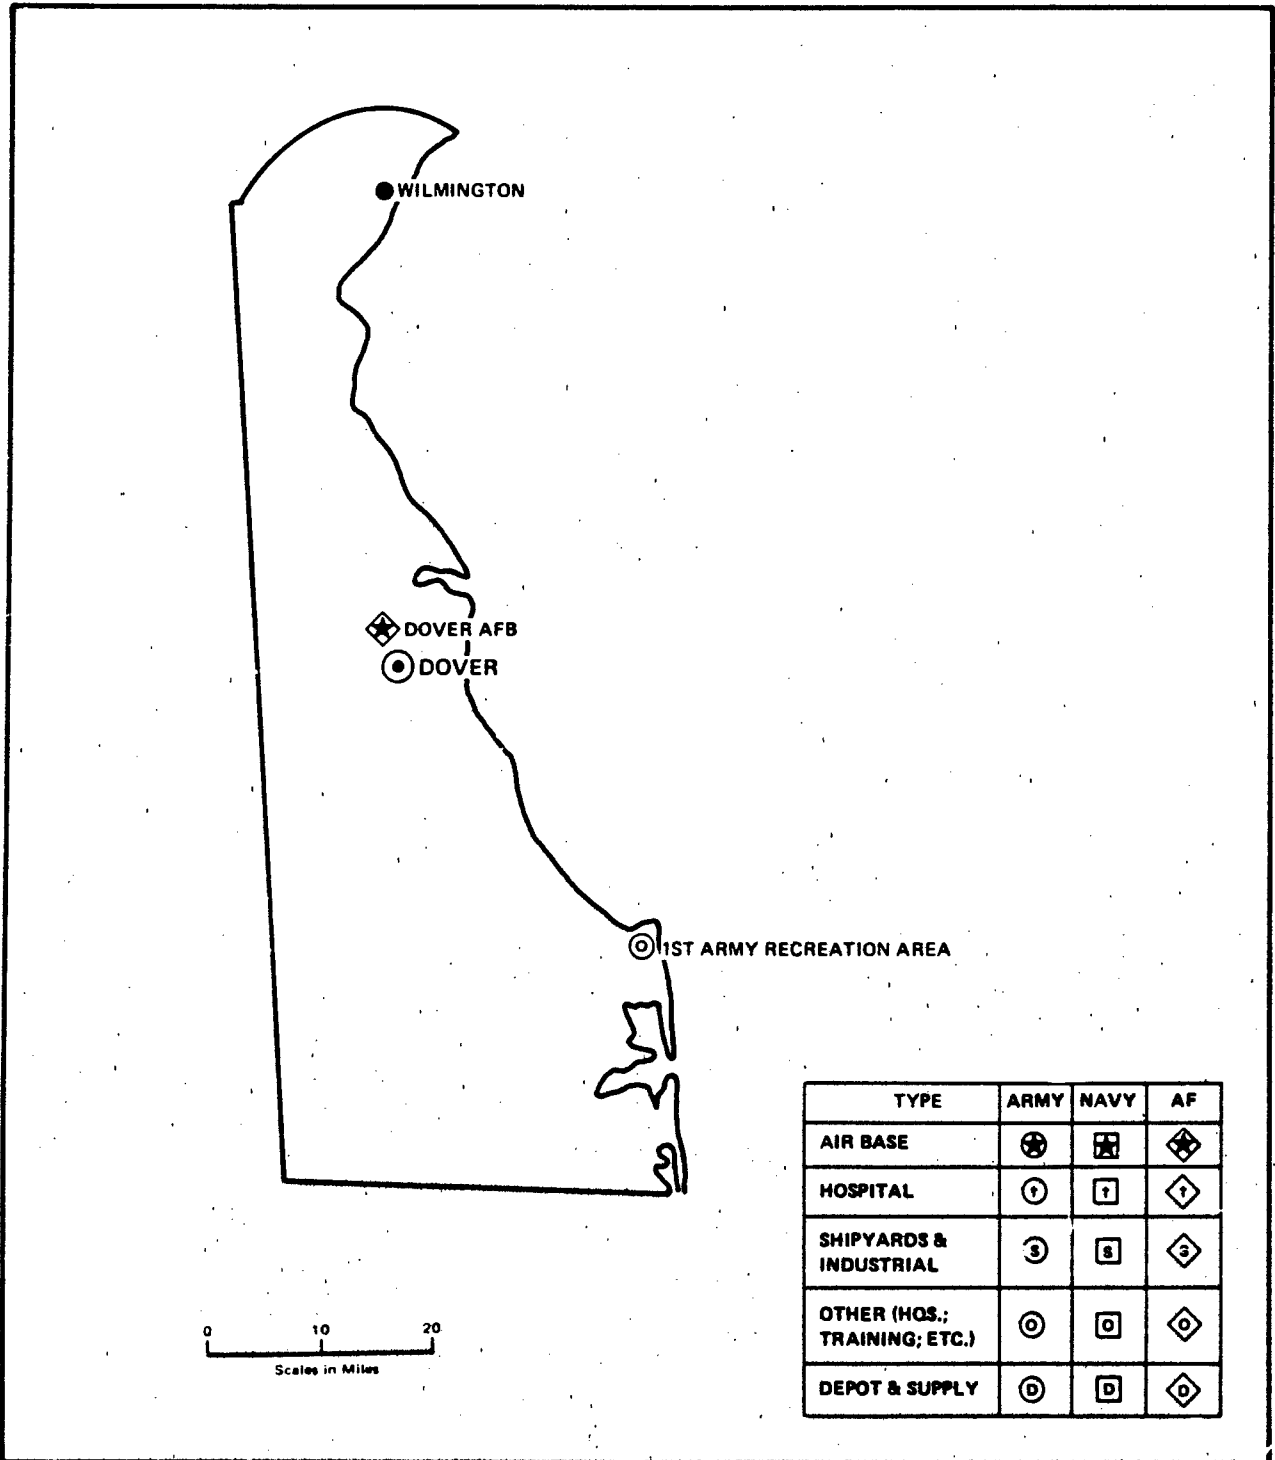 WILMINGTON
DOVER AFB
DOVER
1ST ARMY RECREATION AREA
TYPE ARMY NAVY AF
AIR BASE
HOSPITAL † † †
SHIPYARDS &
INDUSTRIAL S S S
OTHER (HQS.;
TRAINING; ETC.) O O O
DEPOT & SUPPLY D D D
0 10 20
Scales in Miles